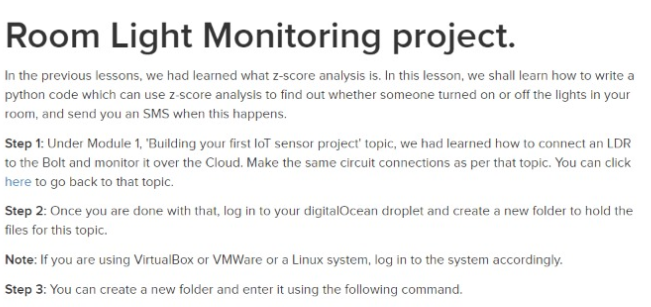 Room Light Monitoring project.
In the previous lessons, we had learned what z-score analysis is. In this lesson, we shall learn how to write a
python code which can use z-score analysis to find out whether someone turned on or off the lights in your
room, and send you an SMS when this happens.
Step 1: Under Module 1, 'Building your first IoT sensor project' topic, we had learned how to connect an LDR
to the Bolt and monitor it over the Cloud. Make the same circuit connections as per that topic. You can click
here to go back to that topic.
Step 2: Once you are done with that, log in to your digitalOcean droplet and create a new folder to hold the
files for this topic.
Note: If you are using VirtualBox or VMWare or a Linux system, log in to the system accordingly.
Step 3: You can create a new folder and enter it using the following command.